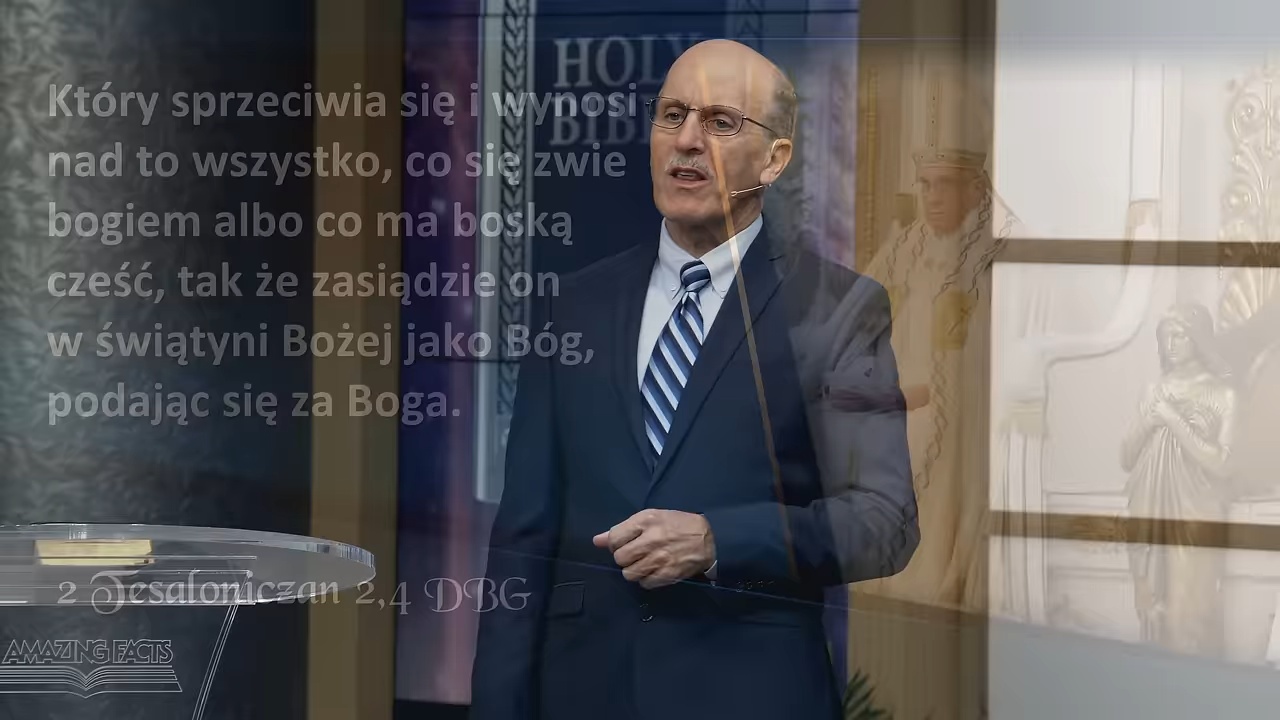 HOLY
BIBLE
Który sprzeciwia się i wynosi
nad to wszystko, co się zwie
bogiem albo co ma boską
cześć, tak że zasiądzie on
w świątyni Bożej jako Bóg,
podając się za Boga.
2 Tesaloniczan 2,4 DBG
AMAZING FACTS